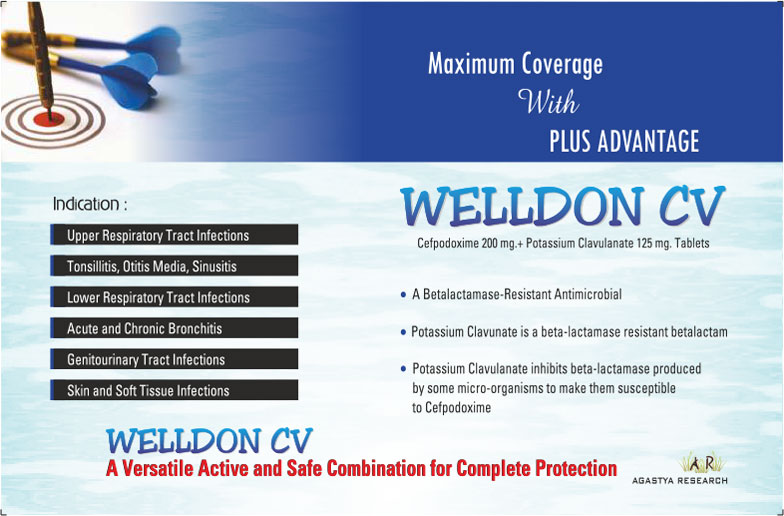 Maximum Coverage
With
PLUS ADVANTAGE
Indication :
Upper Respiratory Tract Infections
Tonsillitis, Otitis Media, Sinusitis
Lower Respiratory Tract Infections
Acute and Chronic Bronchitis
Genitourinary Tract Infections
Skin and Soft Tissue Infections
WELLDON CV
Cefpodoxime 200 mg.+ Potassium Clavulanate 125 mg. Tablets
• A Betalactamase-Resistant Antimicrobial
• Potassium Clavunate is a beta-lactamase resistant betalactam
• Potassium Clavulanate inhibits beta-lactamase produced
by some micro-organisms to make them susceptible
to Cefpodoxime
WELLDON CV
A Versatile Active and Safe Combination for Complete Protection
AR
AGASTYA RESEARCH